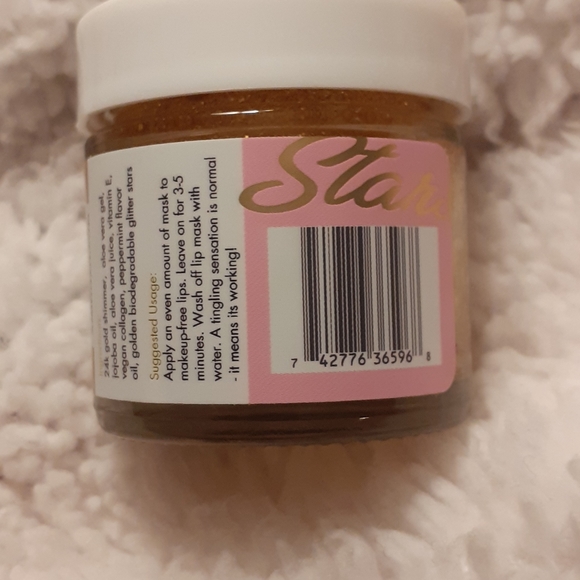 24k gold shimmer, aloe vera gel,
jojoba oil, aloe vera juice, vitamin E,
vegan collagen, peppermint flavor
oil, golden biodegradable glitter stars
Suggested Usage:
Apply an even amount of mask to
makeup-free lips. Leave on for 3-5
minutes. Wash off lip mask with
water. A tingling sensation is normal
- it means its working!
Star
7 42776 36596 8